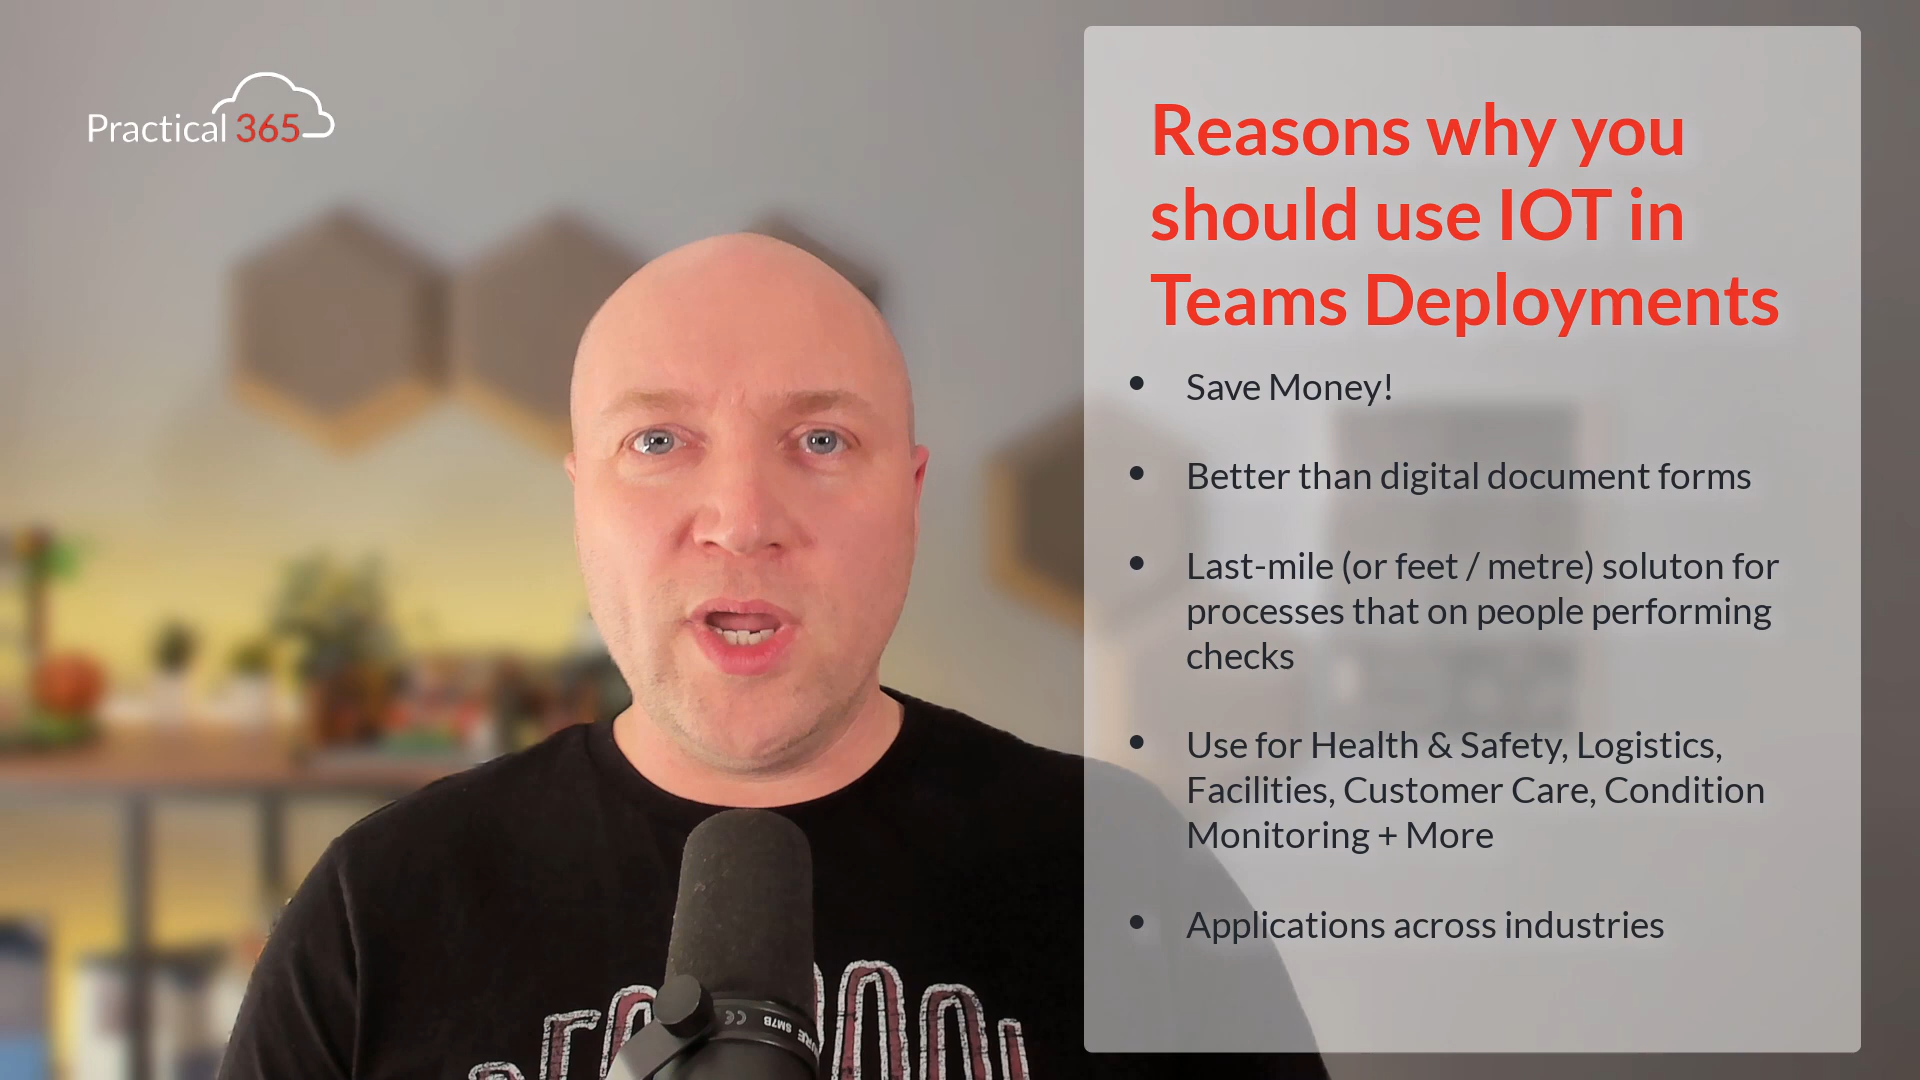 Practical 365
Reasons why you
should use IOT in
Teams Deployments
• Save Money!
• Better than digital document forms
• Last-mile (or feet / metre) soluton for
processes that on people performing
checks
• Use for Health & Safety, Logistics,
Facilities, Customer Care, Condition
Monitoring + More
• Applications across industries
SM7B